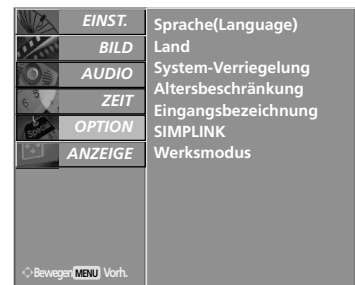 EINST.
BILD
AUDIO
ZEIT
OPTION
ANZEIGE
Sprache(Language)
Land
System-Verriegelung
Altersbeschränkung
Eingangsbezeichnung
SIMPLINK
Werksmodus
Bewegen MENU Vorh.